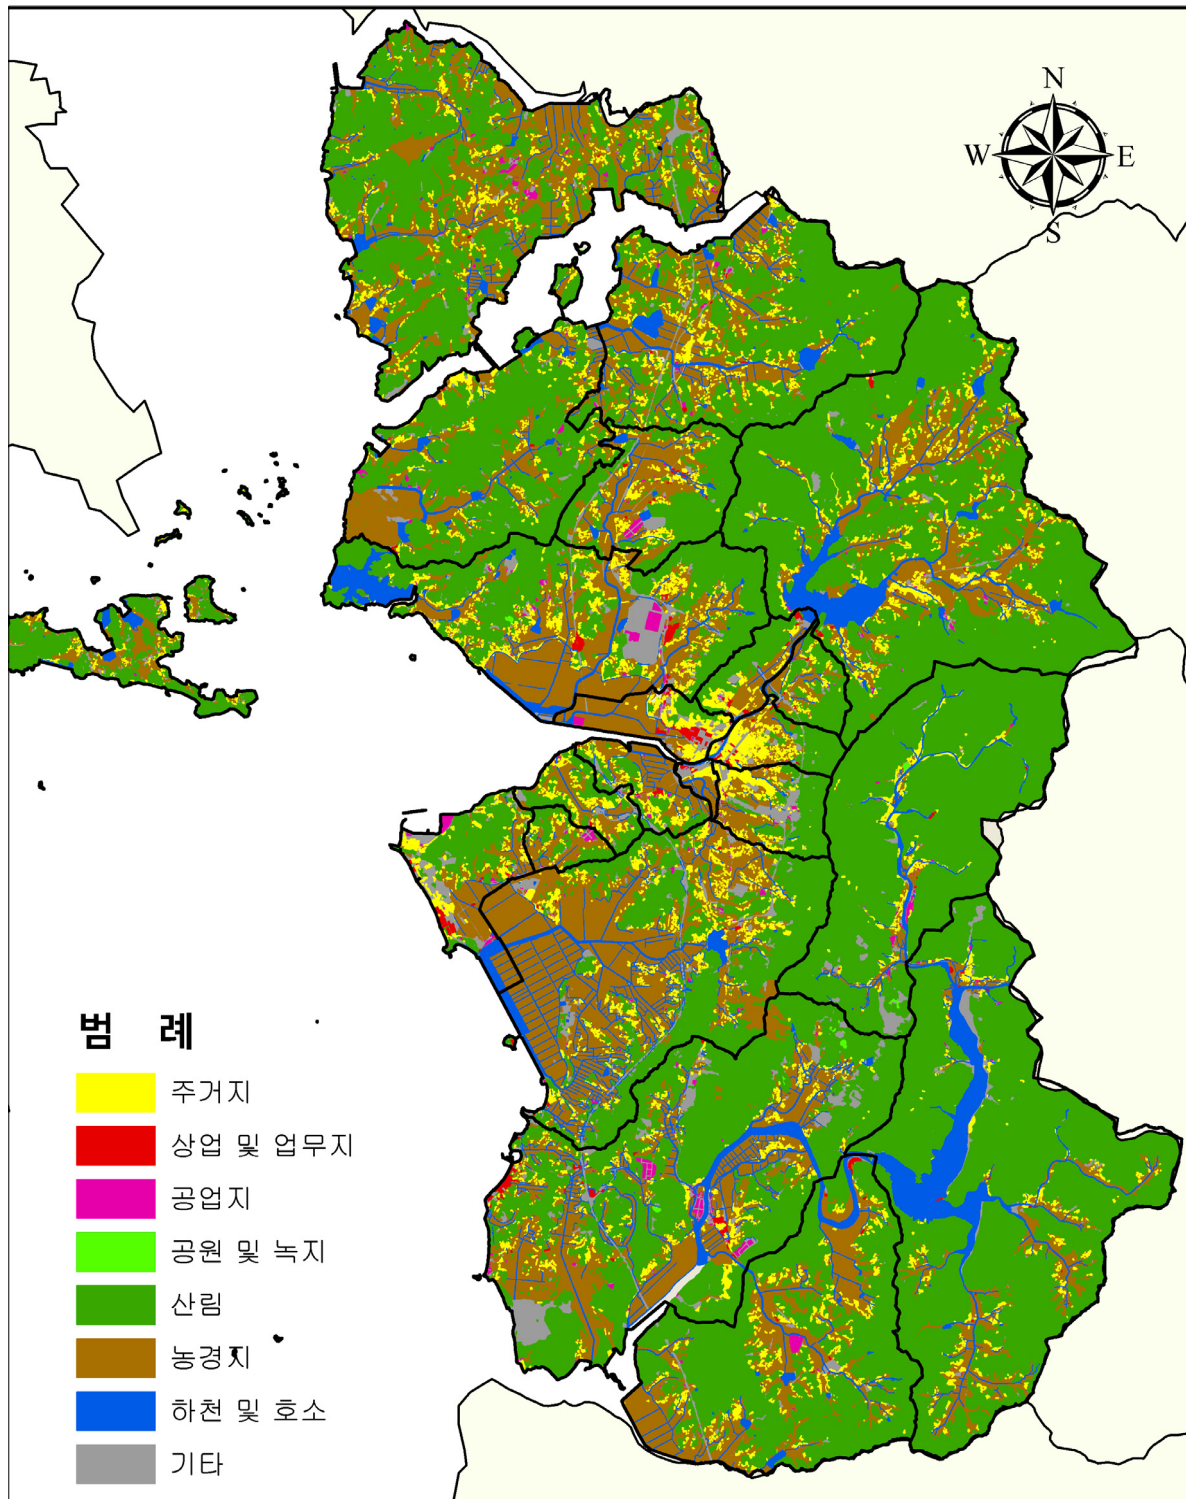 N
W
E
S
범 례
주거지
상업 및 업무지
공업지
공원 및 녹지
산림
농경지
하천 및 호소
기타